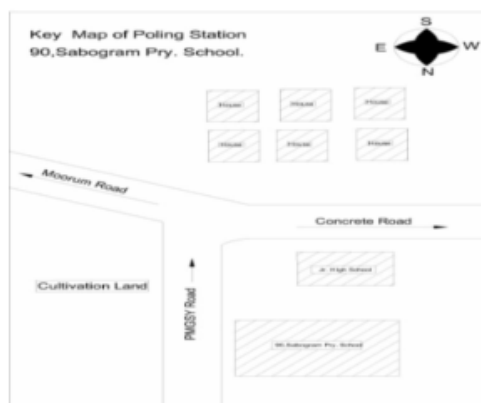 Key Map of Poling Station
90,Sabogram Pry. School.
S
E
W
N
House
House
House
House
House
House
Moorum Road
Concrete Road
Jr. High School
Cultivation Land
PMGSY Road
90,Sabogram Pry. School